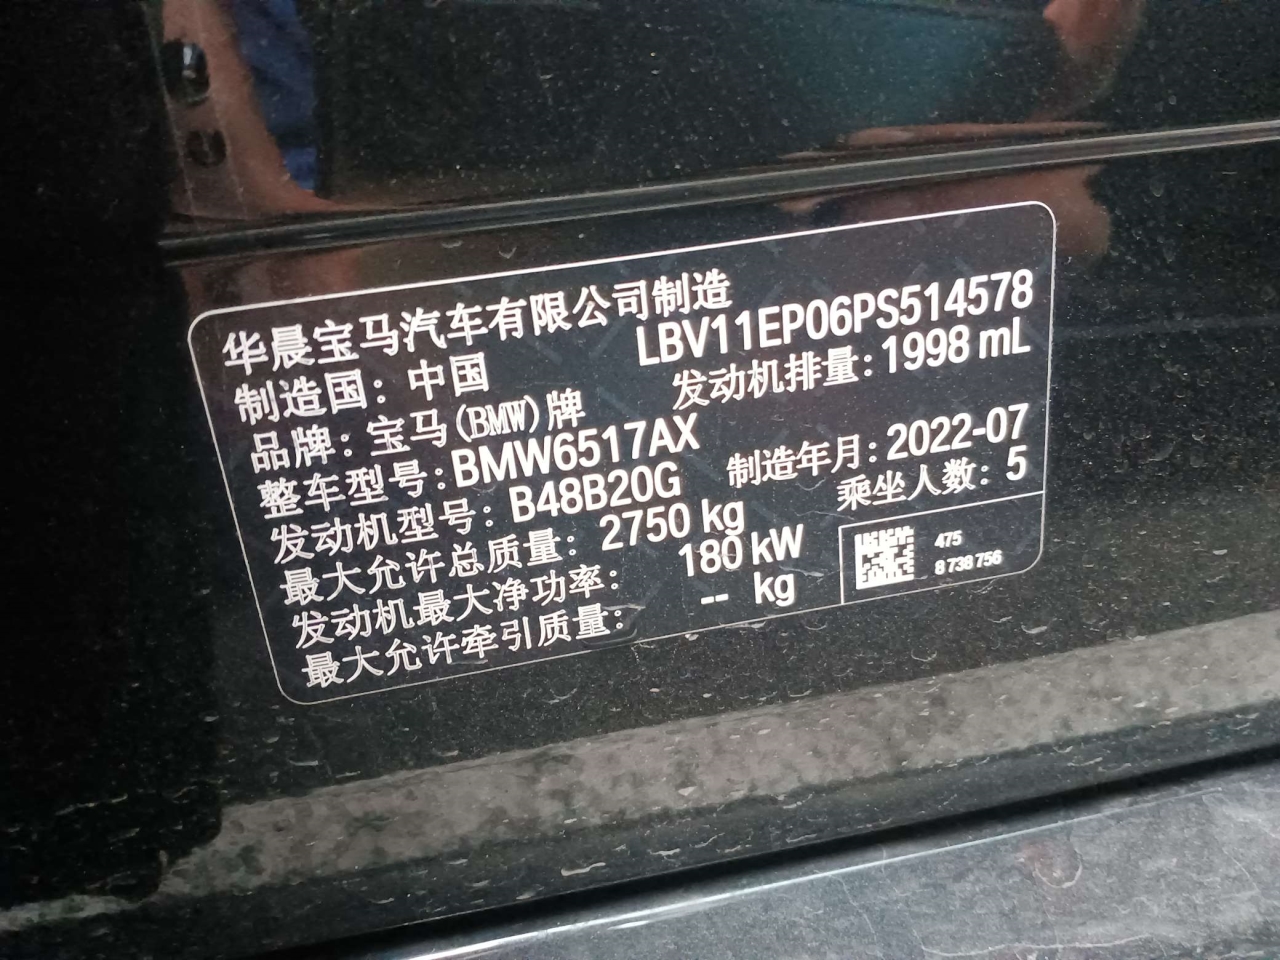 华晨宝马汽车有限公司制造
制造国：中国 LBV11EP06PS514578
品牌：宝马(BMW)牌 发动机排量：1998 mL
整车型号：BMW6517AX
发动机型号：B48B20G 制造年月：2022-07
最大允许总质量：2750 kg 乘坐人数：5
发动机最大净功率：180 kW
最大允许牵引质量：-- kg
475
8 738 756